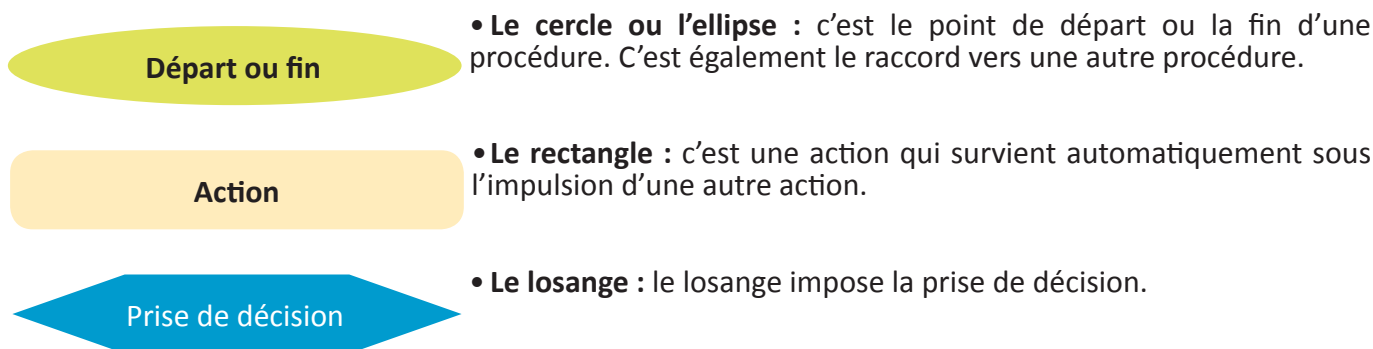 Départ ou fin
• Le cercle ou l’ellipse : c’est le point de départ ou la fin d’une
procédure. C’est également le raccord vers une autre procédure.
Action
• Le rectangle : c’est une action qui survient automatiquement sous
l’impulsion d’une autre action.
Prise de décision
• Le losange : le losange impose la prise de décision.